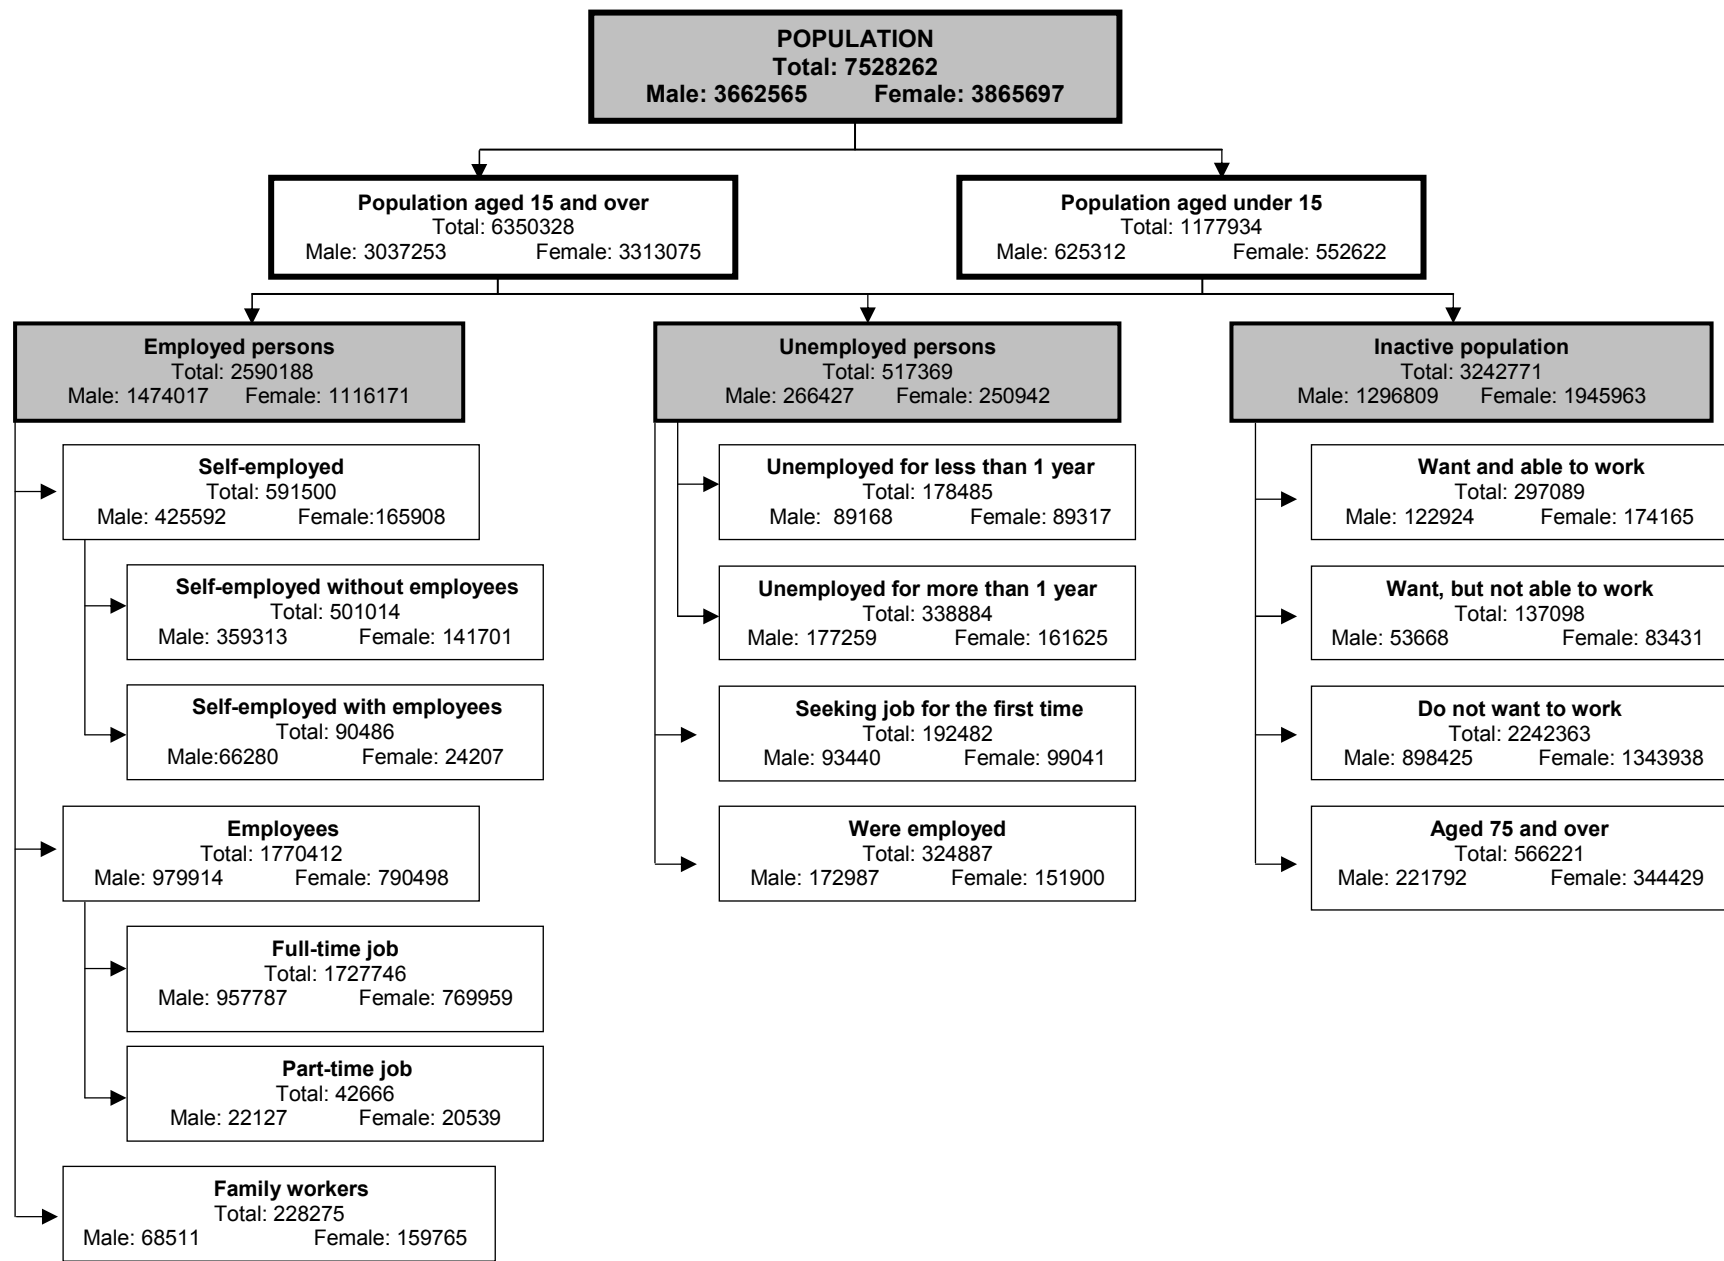 POPULATION
Total: 7528262
Male: 3662565 Female: 3865697
Population aged 15 and over
Total: 6350328
Male: 3037253 Female: 3313075
Population aged under 15
Total: 1177934
Male: 625312 Female: 552622
Employed persons
Total: 2590188
Male: 1474017 Female: 1116171
Self-employed
Total: 591500
Male: 425592 Female:165908
Self-employed without employees
Total: 501014
Male: 359313 Female: 141701
Self-employed with employees
Total: 90486
Male:66280 Female: 24207
Employees
Total: 1770412
Male: 979914 Female: 790498
Full-time job
Total: 1727746
Male: 957787 Female: 769959
Part-time job
Total: 42666
Male: 22127 Female: 20539
Family workers
Total: 228275
Male: 68511 Female: 159765
Unemployed persons
Total: 517369
Male: 266427 Female: 250942
Unemployed for less than 1 year
Total: 178485
Male: 89168 Female: 89317
Unemployed for more than 1 year
Total: 338884
Male: 177259 Female: 161625
Seeking job for the first time
Total: 192482
Male: 93440 Female: 99041
Were employed
Total: 324887
Male: 172987 Female: 151900
Inactive population
Total: 3242771
Male: 1296809 Female: 1945963
Want and able to work
Total: 297089
Male: 122924 Female: 174165
Want, but not able to work
Total: 137098
Male: 53668 Female: 83431
Do not want to work
Total: 2242363
Male: 898425 Female: 1343938
Aged 75 and over
Total: 566221
Male: 221792 Female: 344429